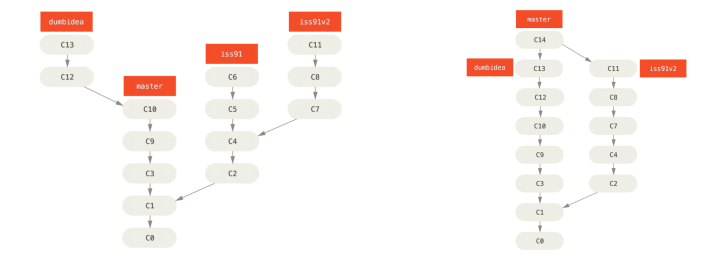 dumbidea
C13
C12
master
C10
C9
C3
C1
C0
iss91
C6
C5
C4
C2
iss91v2
C11
C8
C7
master
C14
dumbidea
C13
C12
C10
C9
C3
C1
C0
C11
iss91v2
C8
C7
C4
C2